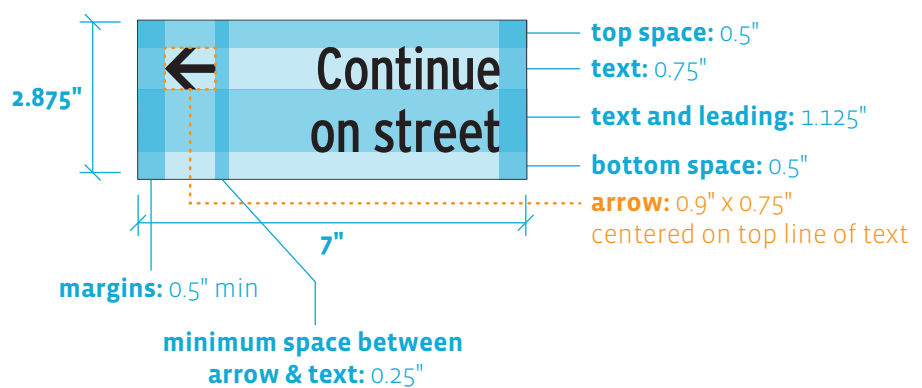 top space: 0.5"
Continue
text: 0.75"
2.875"
text and leading: 1.125"
on street
bottom space: 0.5"
arrow: 0.9" x 0.75"
centered on top line of text
7"
margins: 0.5" min
minimum space between
arrow & text: 0.25"